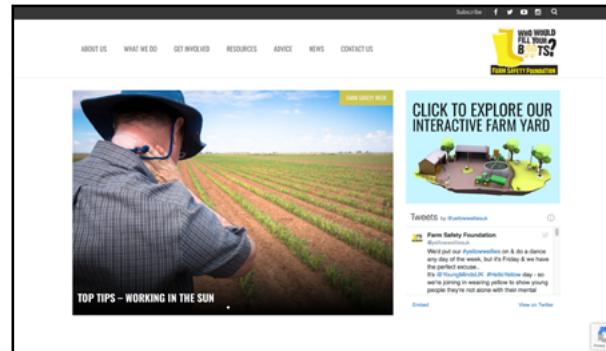 Subscribe
ABOUT US WHAT WE DO GET INVOLVED RESOURCES ADVICE NEWS CONTACT US
WHO WOULD
FILL YOUR
BOOTS?
FARM SAFETY FOUNDATION
FARM SAFETY WEEK
TOP TIPS – WORKING IN THE SUN
CLICK TO EXPLORE OUR
INTERACTIVE FARM YARD
Tweets by @yellowwelliesuk
Farm Safety Foundation
@yellowwelliesuk
We'd put our #yellowwellies on & do a dance
any day of the week, but it's Friday & we have
the perfect excuse..
It's @YoungMindsUK #HelloYellow day - so
we're joining in wearing yellow to show young
people they're not alone with their mental
Embed View on Twitter